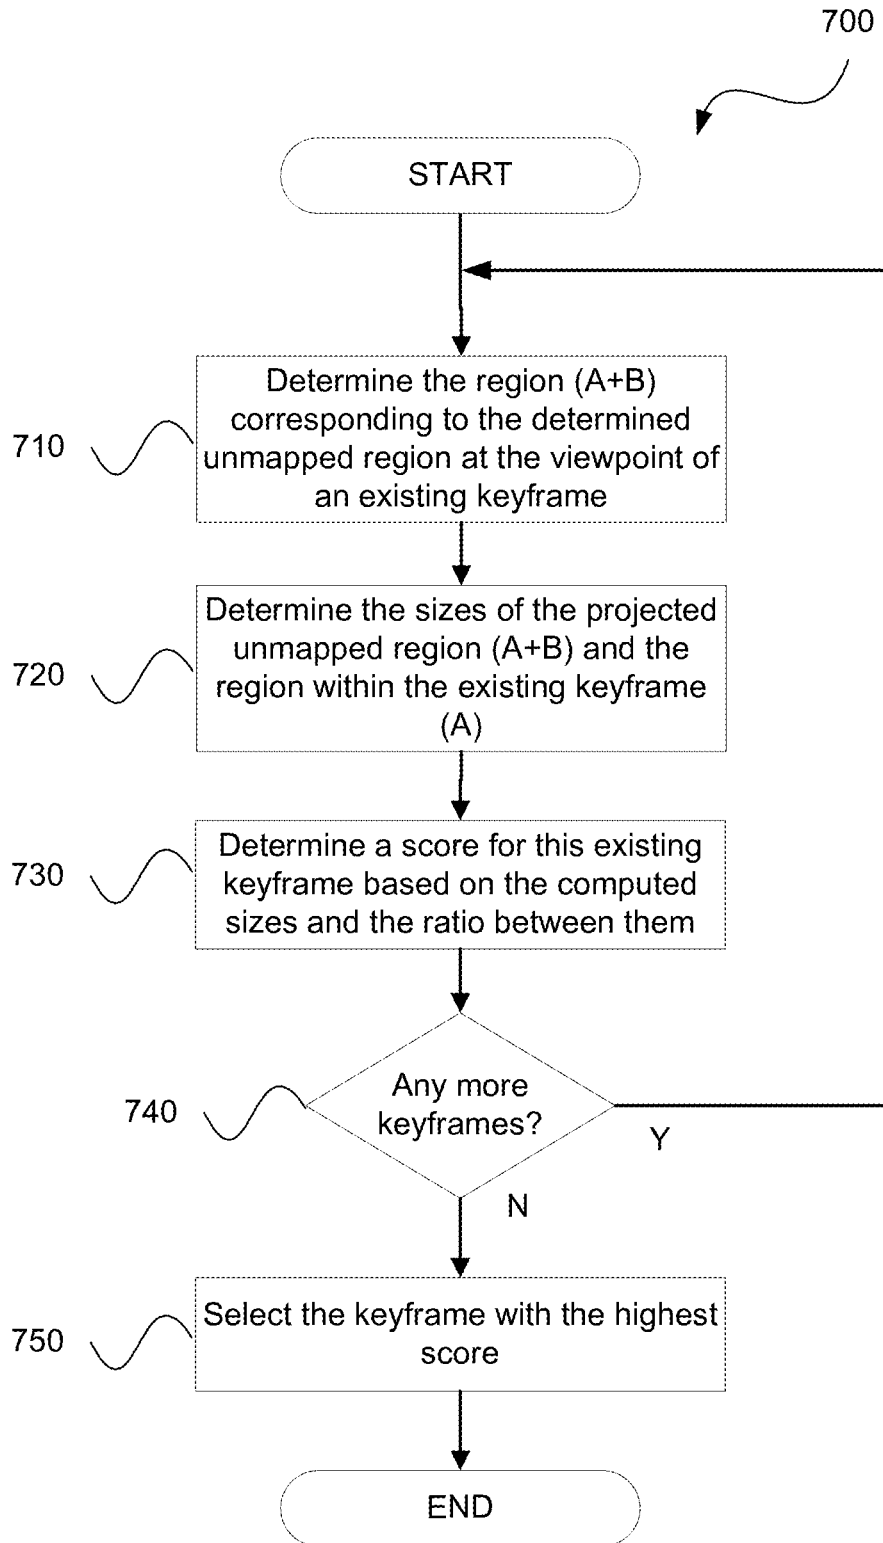 700
START
Determine the region (A+B)
corresponding to the determined
unmapped region at the viewpoint of
an existing keyframe
710
Determine the sizes of the projected
unmapped region (A+B) and the
region within the existing keyframe
(A)
720
Determine a score for this existing
keyframe based on the computed
sizes and the ratio between them
730
Any more
keyframes?
740
Y
N
Select the keyframe with the highest
score
750
END